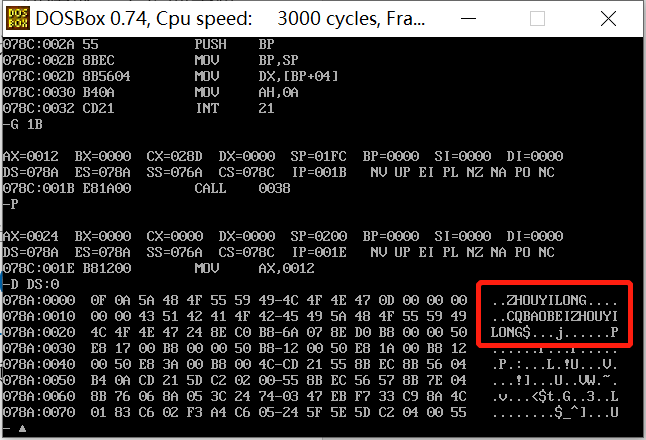 DOSBox 0.74, Cpu speed: 3000 cycles, Fra...
078C:002A 55 PUSH BP
078C:002B 8BEC MOV BP,SP
078C:002D 8B5604 MOV DX,[BP+04]
078C:0030 B40A MOV AH,0A
078C:0032 CD21 INT 21
-G 1B
AX=0012 BX=0000 CX=028D DX=0000 SP=01FC BP=0000 SI=0000 DI=0000
DS=078A ES=078A SS=076A CS=078C IP=001B NV UP EI PL NZ NA PO NC
078C:001B E81A00 CALL 0038
-P
AX=0024 BX=0000 CX=0000 DX=0000 SP=0200 BP=0000 SI=0000 DI=0000
DS=078A ES=078A SS=076A CS=078C IP=001E NV UP EI PL NZ NA PO NC
078C:001E B81200 MOV AX,0012
-D DS:0
078A:0000 0F 0A 5A 48 4F 55 59 49-4C 4F 4E 47 0D 00 00 00 ..ZHOUYILONG....
078A:0010 00 00 43 51 42 41 4F 42-45 49 5A 48 4F 55 59 49 ..CQBAOBEIZHOUYI
078A:0020 4C 4F 4E 47 24 8E C0 B8-6A 07 8E D0 B8 00 00 50 LONG$...j......P
078A:0030 E8 17 00 B8 00 00 50 B8-12 00 50 E8 1A 00 B8 12 ......P...P.....
078A:0040 00 50 E8 3A 00 B8 00 4C-CD 21 55 8B EC 8B 56 04 .P.:...L.!U...V.
078A:0050 B4 0A CD 21 5D C2 02 00-55 8B EC 56 57 8B 7E 04 ...!]...U..VW.~.
078A:0060 8B 76 06 8A 05 3C 24 74-03 47 EB F7 33 C9 8A 4C .v...<$t.G..3..L
078A:0070 01 83 C6 02 F3 A4 C6 05-24 5F 5E 5D C2 04 00 55 ........$_^]...U
-